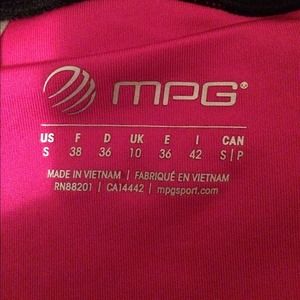 MPG®
US F D UK E I CAN
S 38 36 10 36 42 S|P
MADE IN VIETNAM | FABRIQUÉ EN VIETNAM
RN88201 | CA14442 | mpgsport.com